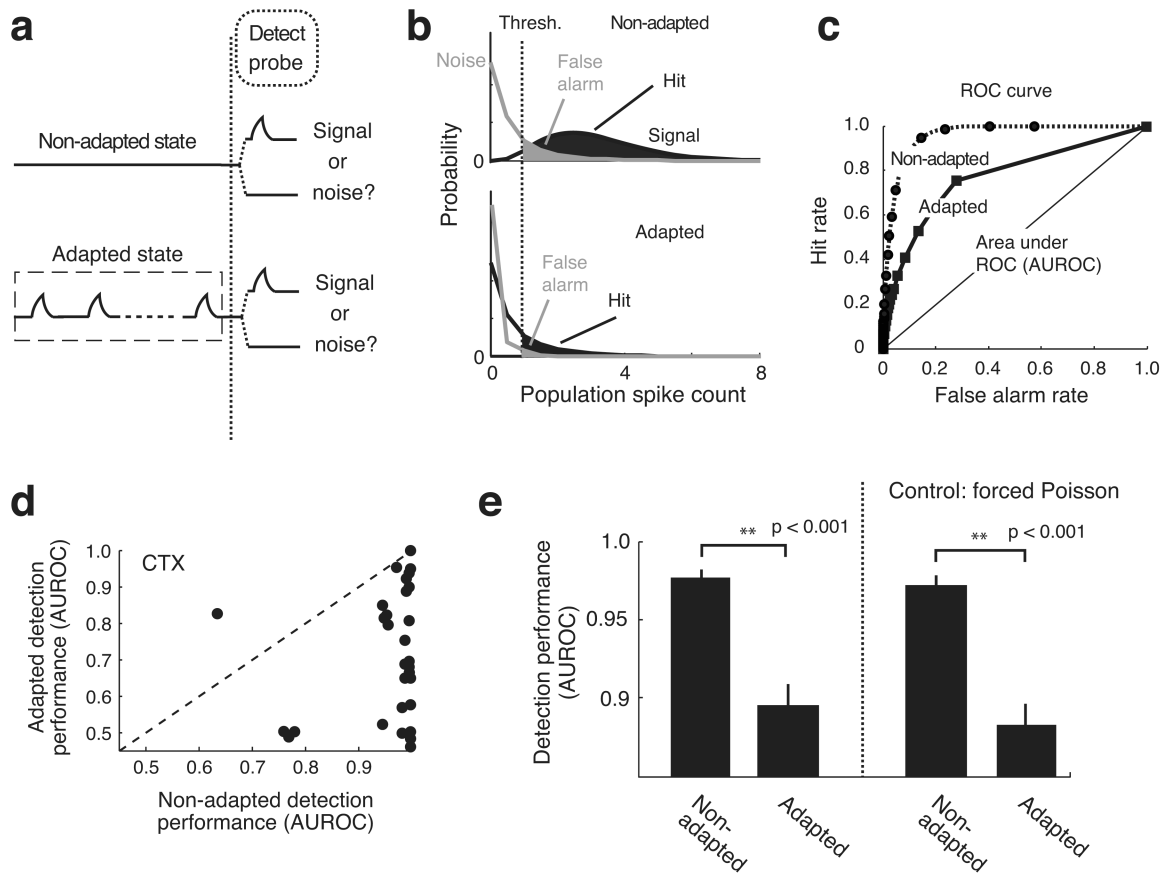 a
Detect
probe
Non-adapted state
Signal
or
noise?
Adapted state
Signal
or
noise?
b
Thresh.
Non-adapted
Noise
False
alarm
Hit
Signal
0
Probability
Adapted
False
alarm
Hit
0
0
4
8
Population spike count
c
ROC curve
1.0
0.8
0.6
0.4
0.2
0
Hit rate
Non-adapted
Adapted
Area under
ROC (AUROC)
0
0.2
0.4
0.6
0.8
1.0
False alarm rate
d
CTX
1.0
0.9
0.8
0.7
0.6
0.5
Adapted detection
performance (AUROC)
0.5
0.6
0.7
0.8
0.9
Non-adapted detection
performance (AUROC)
e
Control: forced Poisson
** p < 0.001
** p < 0.001
1.0
0.95
0.9
Detection performance
(AUROC)
Non-
adapted
Adapted
Non-
adapted
Adapted